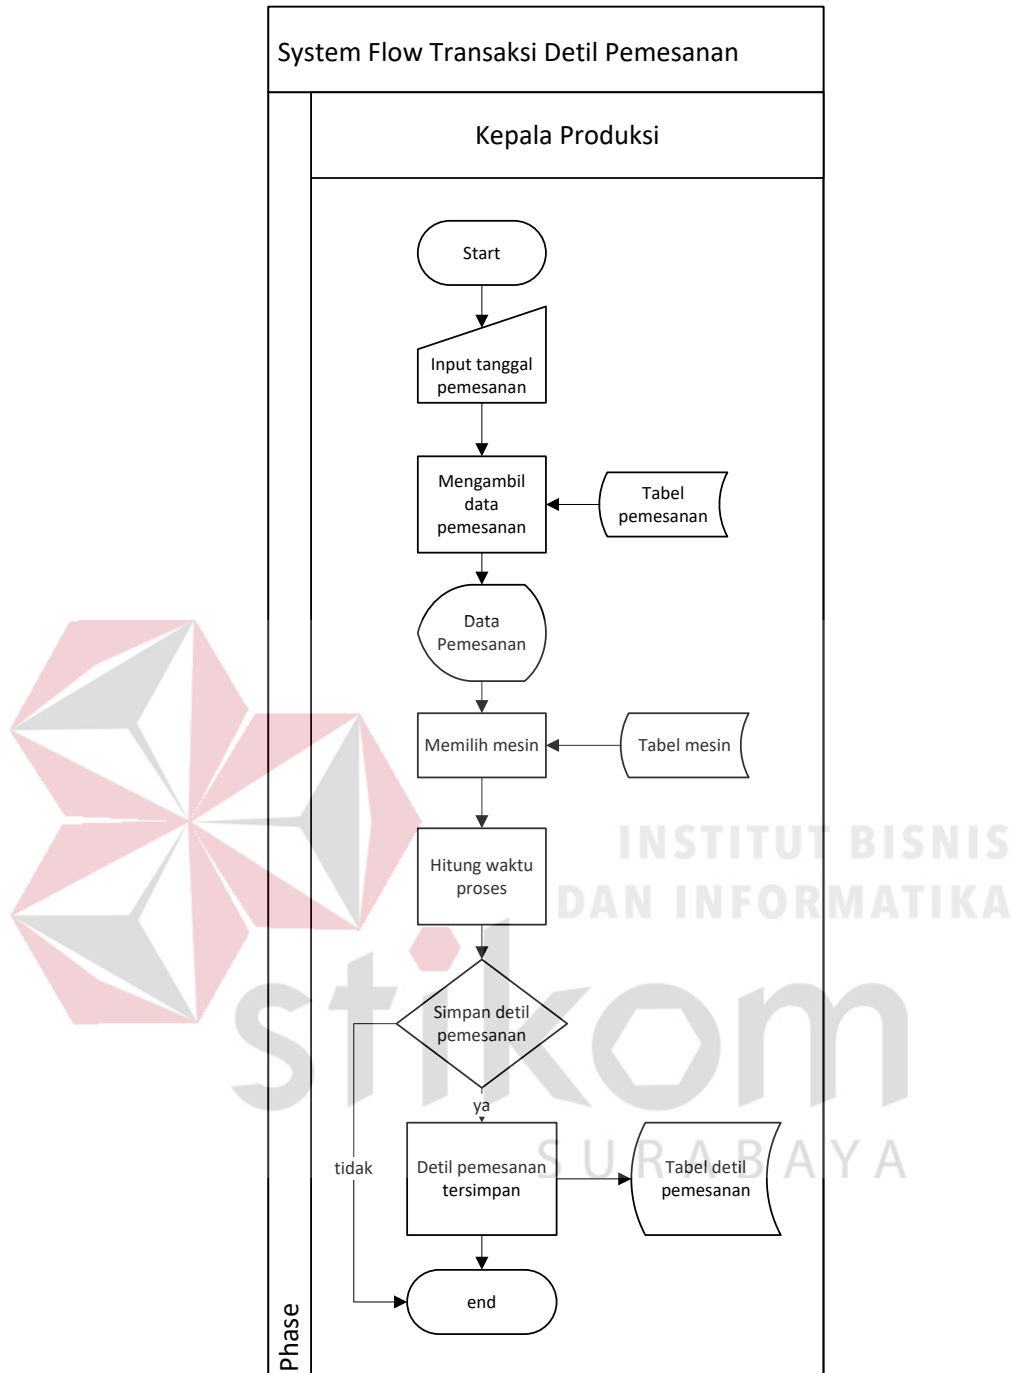 System Flow Transaksi Detil Pemesanan
Kepala Produksi
Start
Input tanggal
pemesanan
Mengambil
data
pemesanan
Tabel
pemesanan
Data
Pemesanan
Memilih mesin
Tabel mesin
Hitung waktu
proses
INSTITUT BISNIS
DAN INFORMATIKA
stikom
SURABAYA
Simpan detil
pemesanan
ya
tidak
Detil pemesanan
tersimpan
Tabel detil
pemesanan
end
Phase